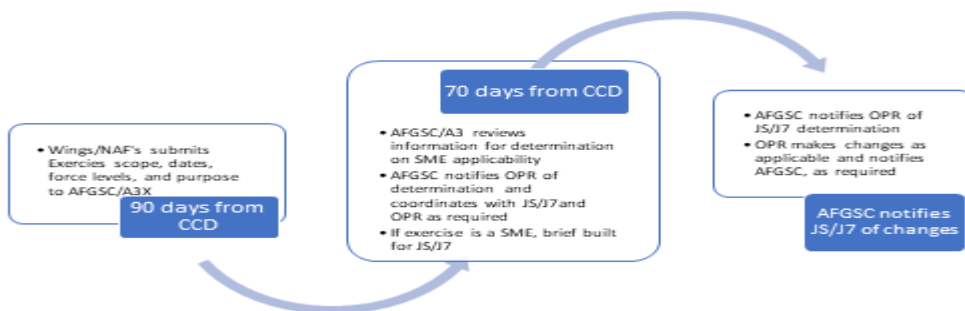 • Wings/NAF's submits
Exercies scope, dates,
force levels, and purpose
to AFGSC/A3X
90 days from
CCD
70 days from CCD
• AFGSC/A3 reviews
information for determination
on SME applicability
• AFGSC notifies OPR of
determination and
coordinates with JS/J7and
OPR as required
• If exercise is a SME, brief built
for JS/J7
• AFGSC notifies OPR of
JS/J7 determination
• OPR makes changes as
applicable and notifies
AFGSC, as required
AFGSC notifies
JS/J7 of changes